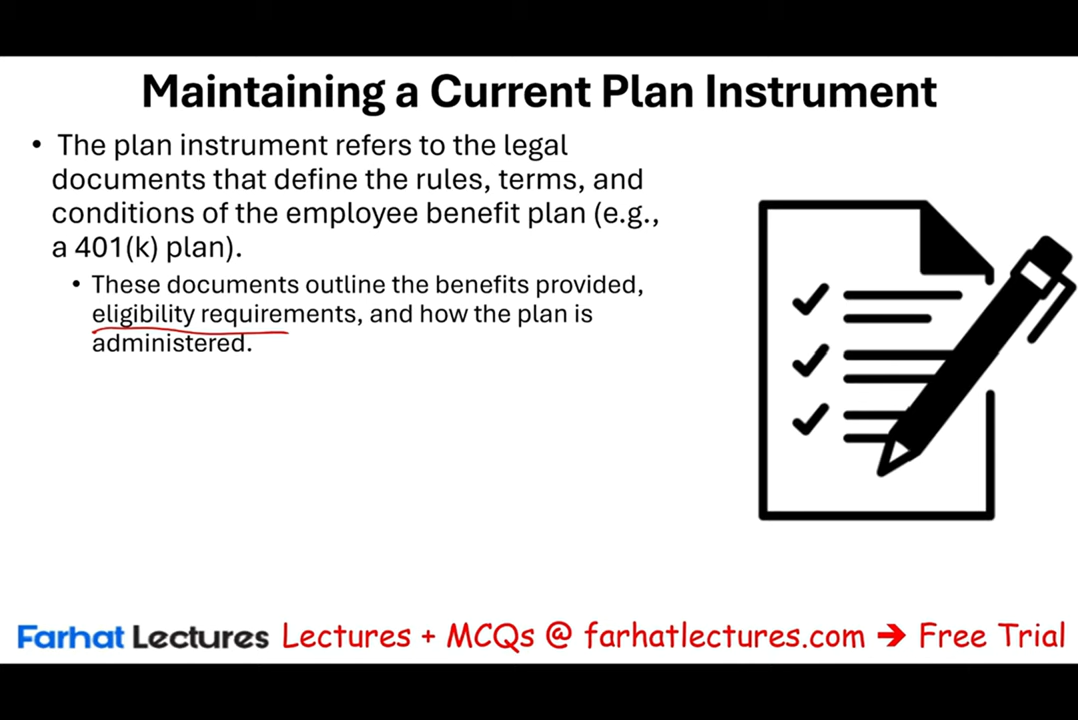 Maintaining a Current Plan Instrument
• The plan instrument refers to the legal
documents that define the rules, terms, and
conditions of the employee benefit plan (e.g.,
a 401(k) plan).
• These documents outline the benefits provided,
eligibility requirements, and how the plan is
administered.
Farhat Lectures Lectures + MCQs @ farhatlectures.com → Free Trial